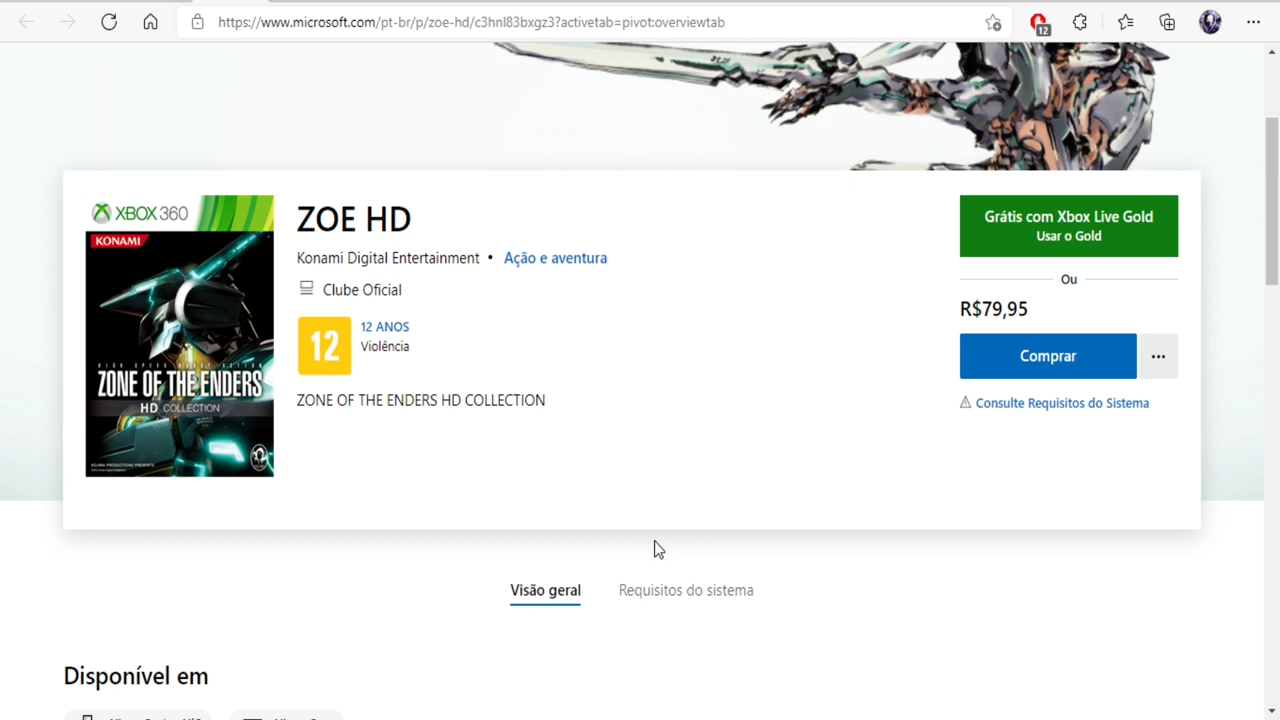 https://www.microsoft.com/pt-br/p/zoe-hd/c3hnl83bxgz3?activetab=pivot:overviewtab
12
XBOX 360
KONAMI
ZONE OF THE ENDERS
HD COLLECTION
ZOE HD
Konami Digital Entertainment • Ação e aventura
Clube Oficial
12
12 ANOS
Violência
ZONE OF THE ENDERS HD COLLECTION
Grátis com Xbox Live Gold
Usar o Gold
Ou
R$79,95
Comprar
Consulte Requisitos do Sistema
Visão geral
Requisitos do sistema
Disponível em